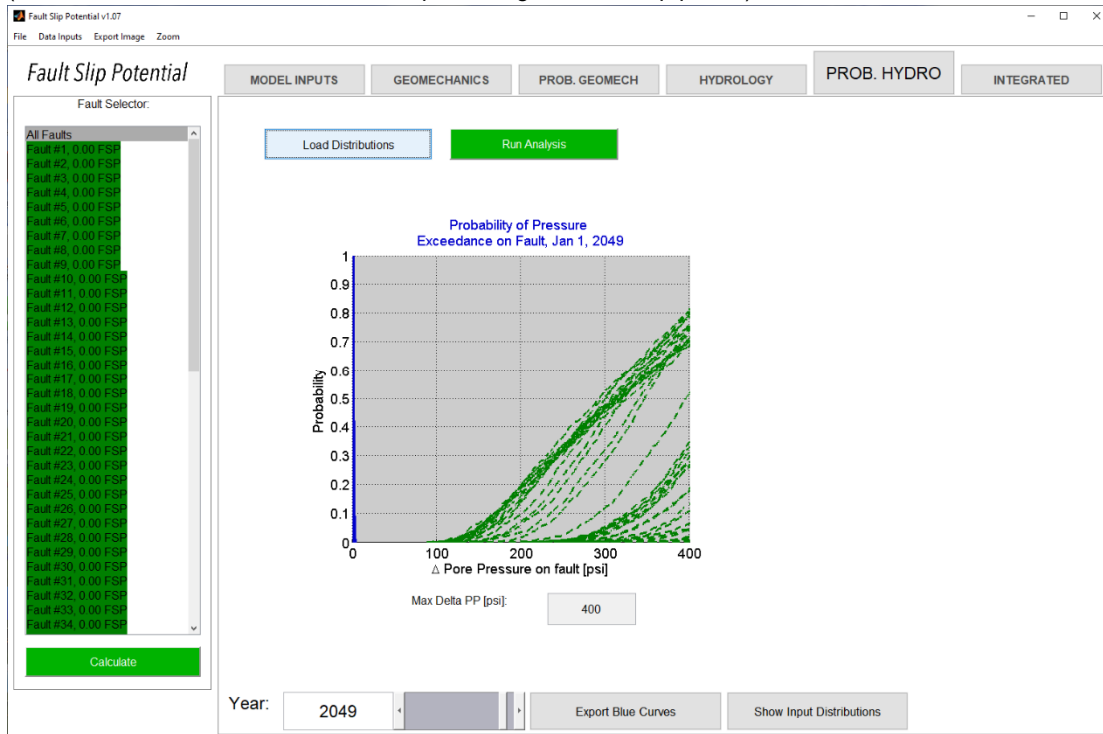 Fault Slip Potential v1.07
File Data Inputs Export Image Zoom
Fault Slip Potential
MODEL INPUTS
GEOMECHANICS
PROB. GEOMECH
HYDROLOGY
PROB. HYDRO
INTEGRATED
Fault Selector:
All Faults
Fault #1, 0.00 FSP
Fault #2, 0.00 FSP
Fault #3, 0.00 FSP
Fault #4, 0.00 FSP
Fault #5, 0.00 FSP
Fault #6, 0.00 FSP
Fault #7, 0.00 FSP
Fault #8, 0.00 FSP
Fault #9, 0.00 FSP
Fault #10, 0.00 FSP
Fault #11, 0.00 FSP
Fault #12, 0.00 FSP
Fault #13, 0.00 FSP
Fault #14, 0.00 FSP
Fault #15, 0.00 FSP
Fault #16, 0.00 FSP
Fault #17, 0.00 FSP
Fault #18, 0.00 FSP
Fault #19, 0.00 FSP
Fault #20, 0.00 FSP
Fault #21, 0.00 FSP
Fault #22, 0.00 FSP
Fault #23, 0.00 FSP
Fault #24, 0.00 FSP
Fault #25, 0.00 FSP
Fault #26, 0.00 FSP
Fault #27, 0.00 FSP
Fault #28, 0.00 FSP
Fault #29, 0.00 FSP
Fault #30, 0.00 FSP
Fault #31, 0.00 FSP
Fault #32, 0.00 FSP
Fault #33, 0.00 FSP
Fault #34, 0.00 FSP
Calculate
Load Distributions
Run Analysis
Probability of Pressure
Exceedance on Fault, Jan 1, 2049
1
0.9
0.8
0.7
0.6
0.5
0.4
0.3
0.2
0.1
0
Probability
0 100 200 300 400
Δ Pore Pressure on fault [psi]
Max Delta PP [psi]:
400
Year:
2049
Export Blue Curves
Show Input Distributions